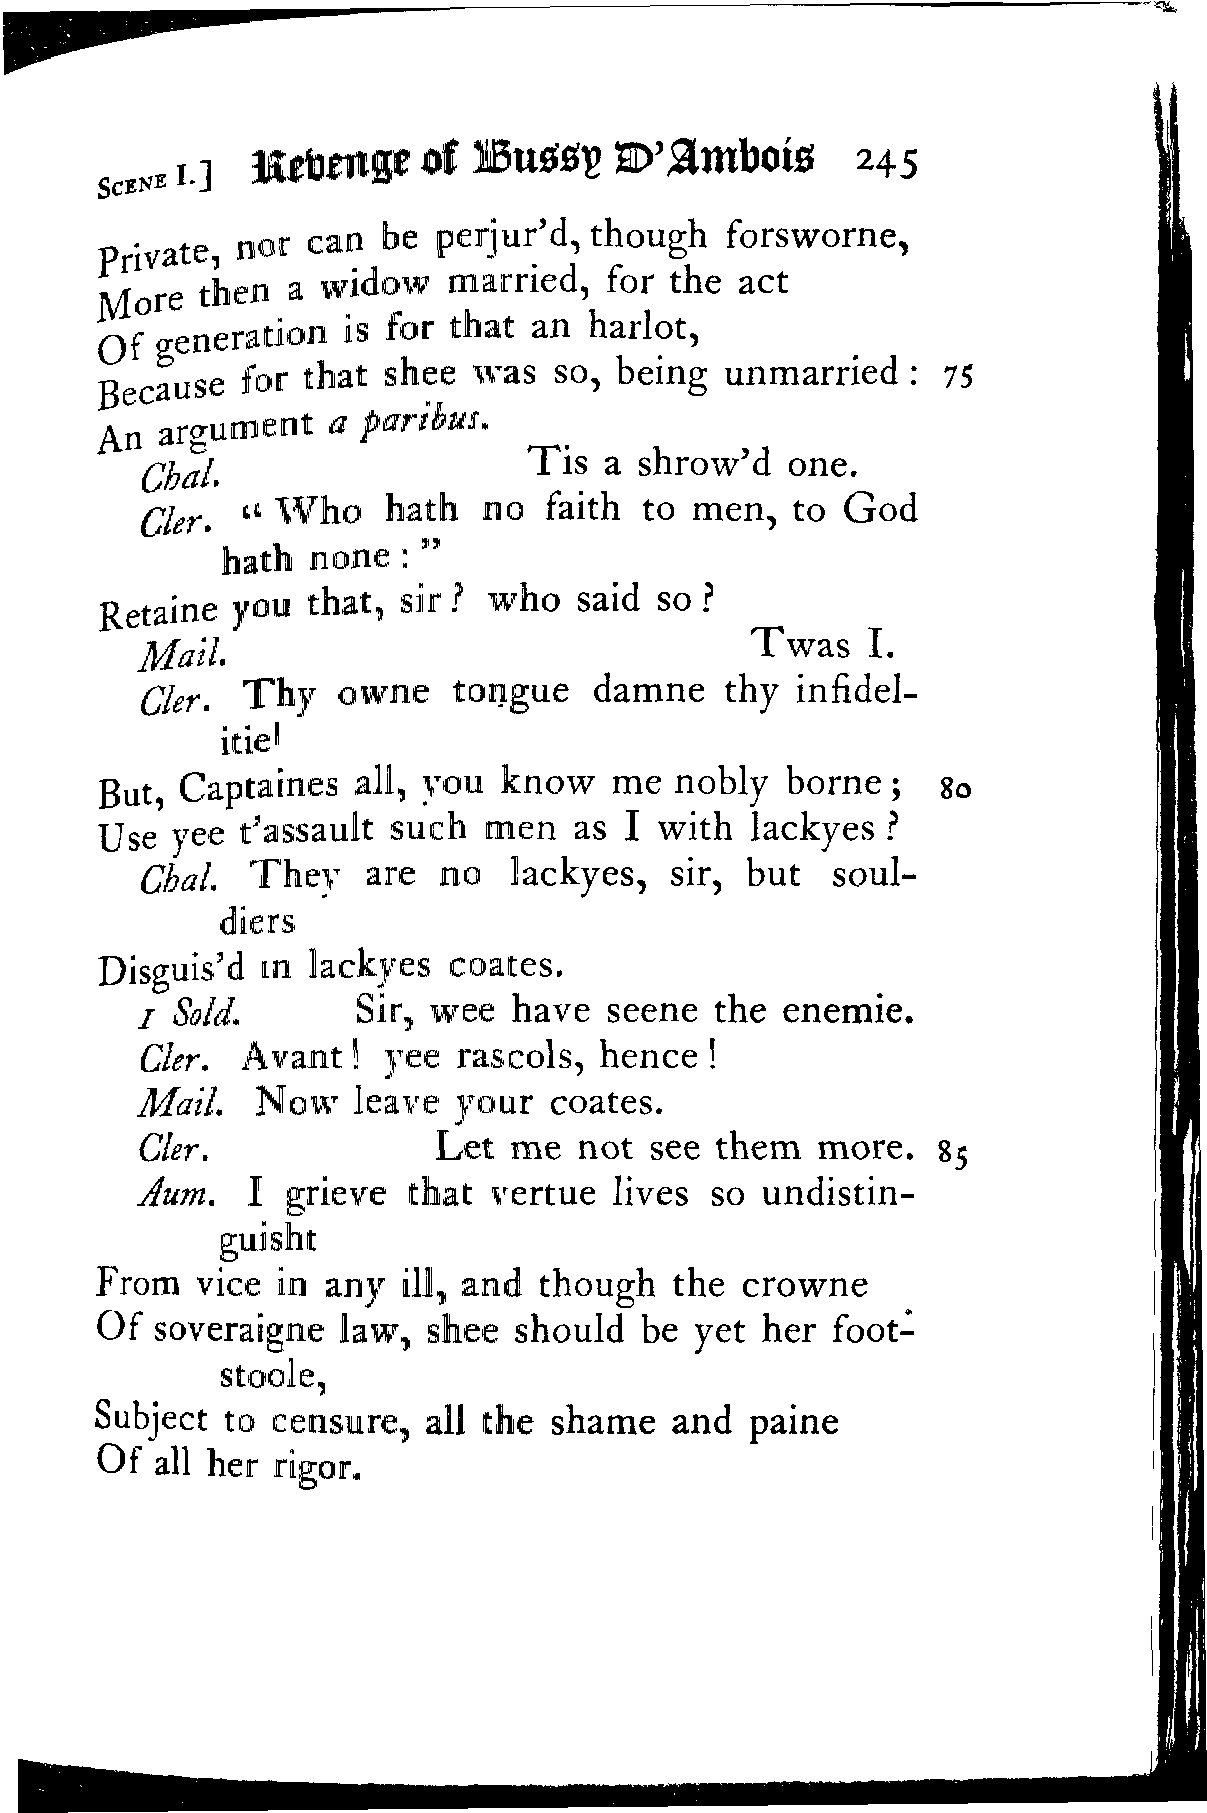 SCENE I.] Revenge of Bussy D'Ambois 245
Private, nor can be perjur'd, though forsworne,
More then a widow married, for the act
Of generation is for that an harlot,
Because for that shee was so, being unmarried : 75
An argument a paribus.
Chal. Tis a shrow'd one.
Cler. “ Who hath no faith to men, to God
hath none : ”
Retaine you that, sir ? who said so ?
Mail. Twas I.
Cler. Thy owne tongue damne thy infidel-
itie!
But, Captaines all, you know me nobly borne ; 80
Use yee t'assault such men as I with lackyes ?
Chal. They are no lackyes, sir, but soul-
diers
Disguis'd in lackyes coates.
1 Sold. Sir, wee have seene the enemie.
Cler. Avant ! yee rascols, hence !
Mail. Now leave your coates.
Cler. Let me not see them more. 85
Aum. I grieve that vertue lives so undistin-
guisht
From vice in any ill, and though the crowne
Of soveraigne law, shee should be yet her foot-
stoole,
Subject to censure, all the shame and paine
Of all her rigor.